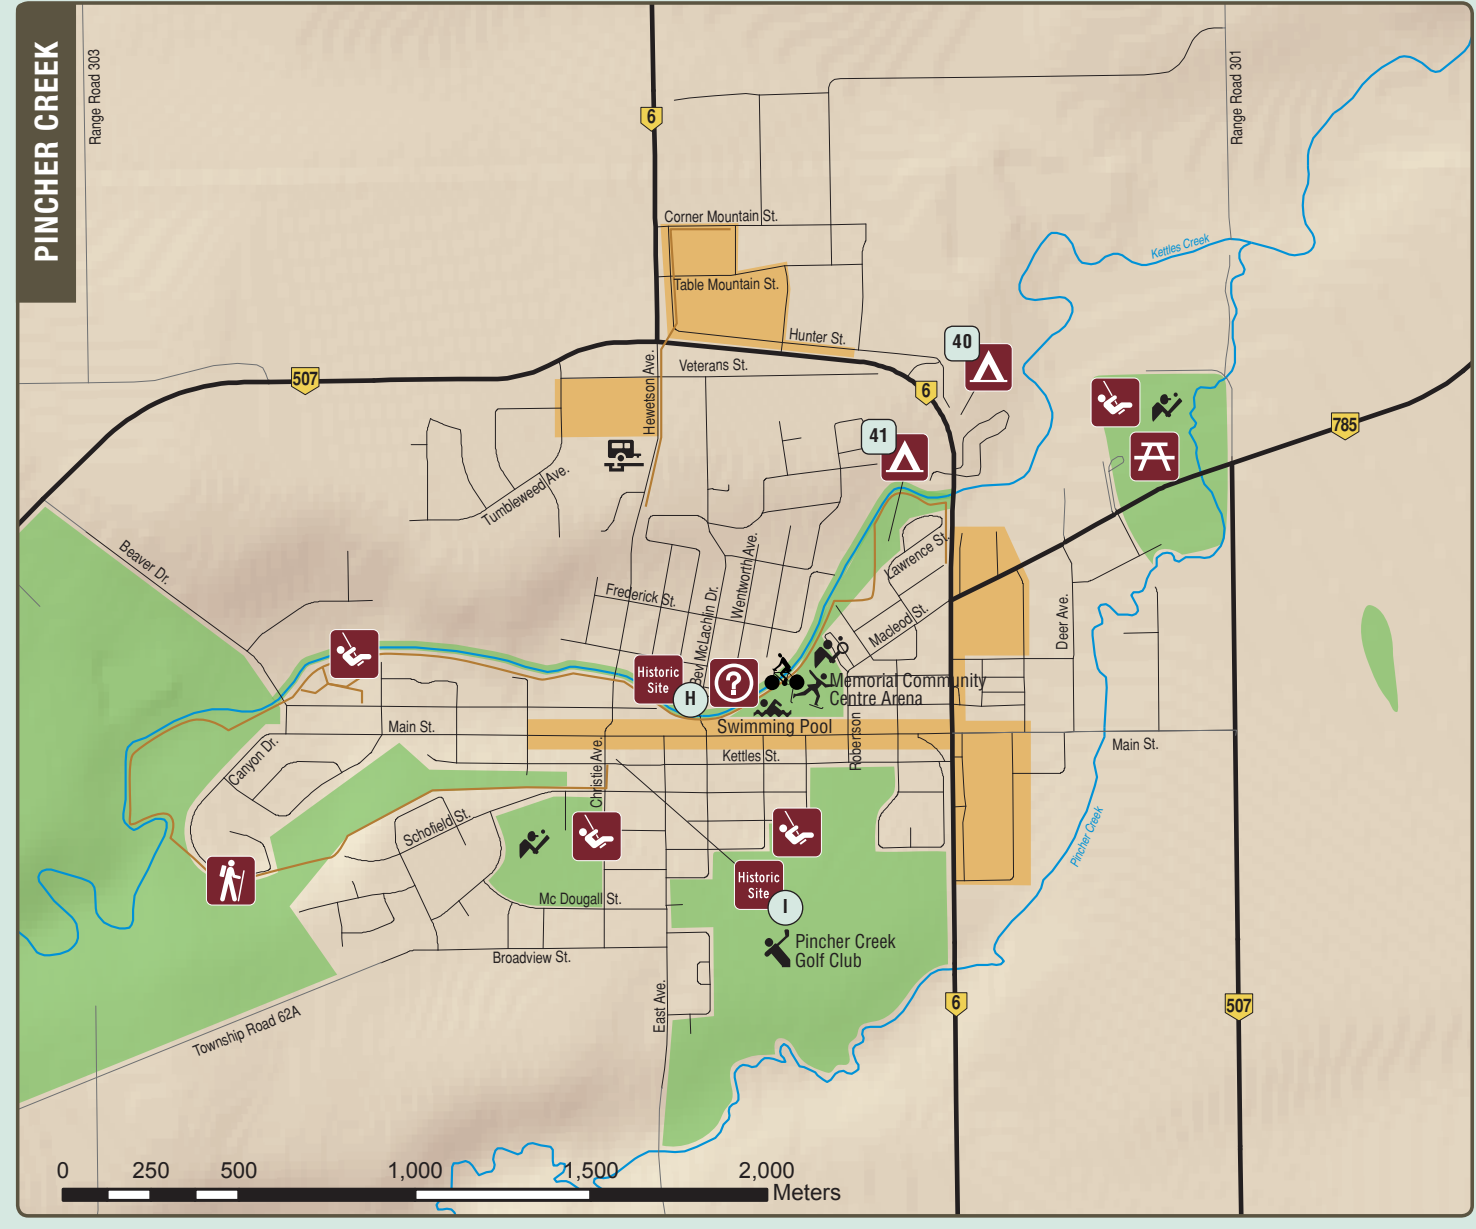 PINCHER CREEK
Range Road 303
6
Range Road 301
Corner Mountain St.
Kettles Creek
Table Mountain St.
Hunter St.
40
Veterans St.
507
6
Hewetson Ave.
785
41
Tumbleweed Ave.
Beaver Dr.
Lawrence St.
Wentworth Ave.
Frederick St.
Bev McLachlin Dr.
Macleod St.
Deer Ave.
Historic
Site
H
?
Memorial Community
Centre Arena
Swimming Pool
Main St.
Robertson
Main St.
Canyon Dr.
Kettles St.
Christie Ave.
Schofield St.
Pincher Creek
Historic
Site
I
Mc Dougall St.
Pincher Creek
Golf Club
Broadview St.
East Ave.
6
507
Township Road 62A
0 250 500 1,000 1,500 2,000
Meters